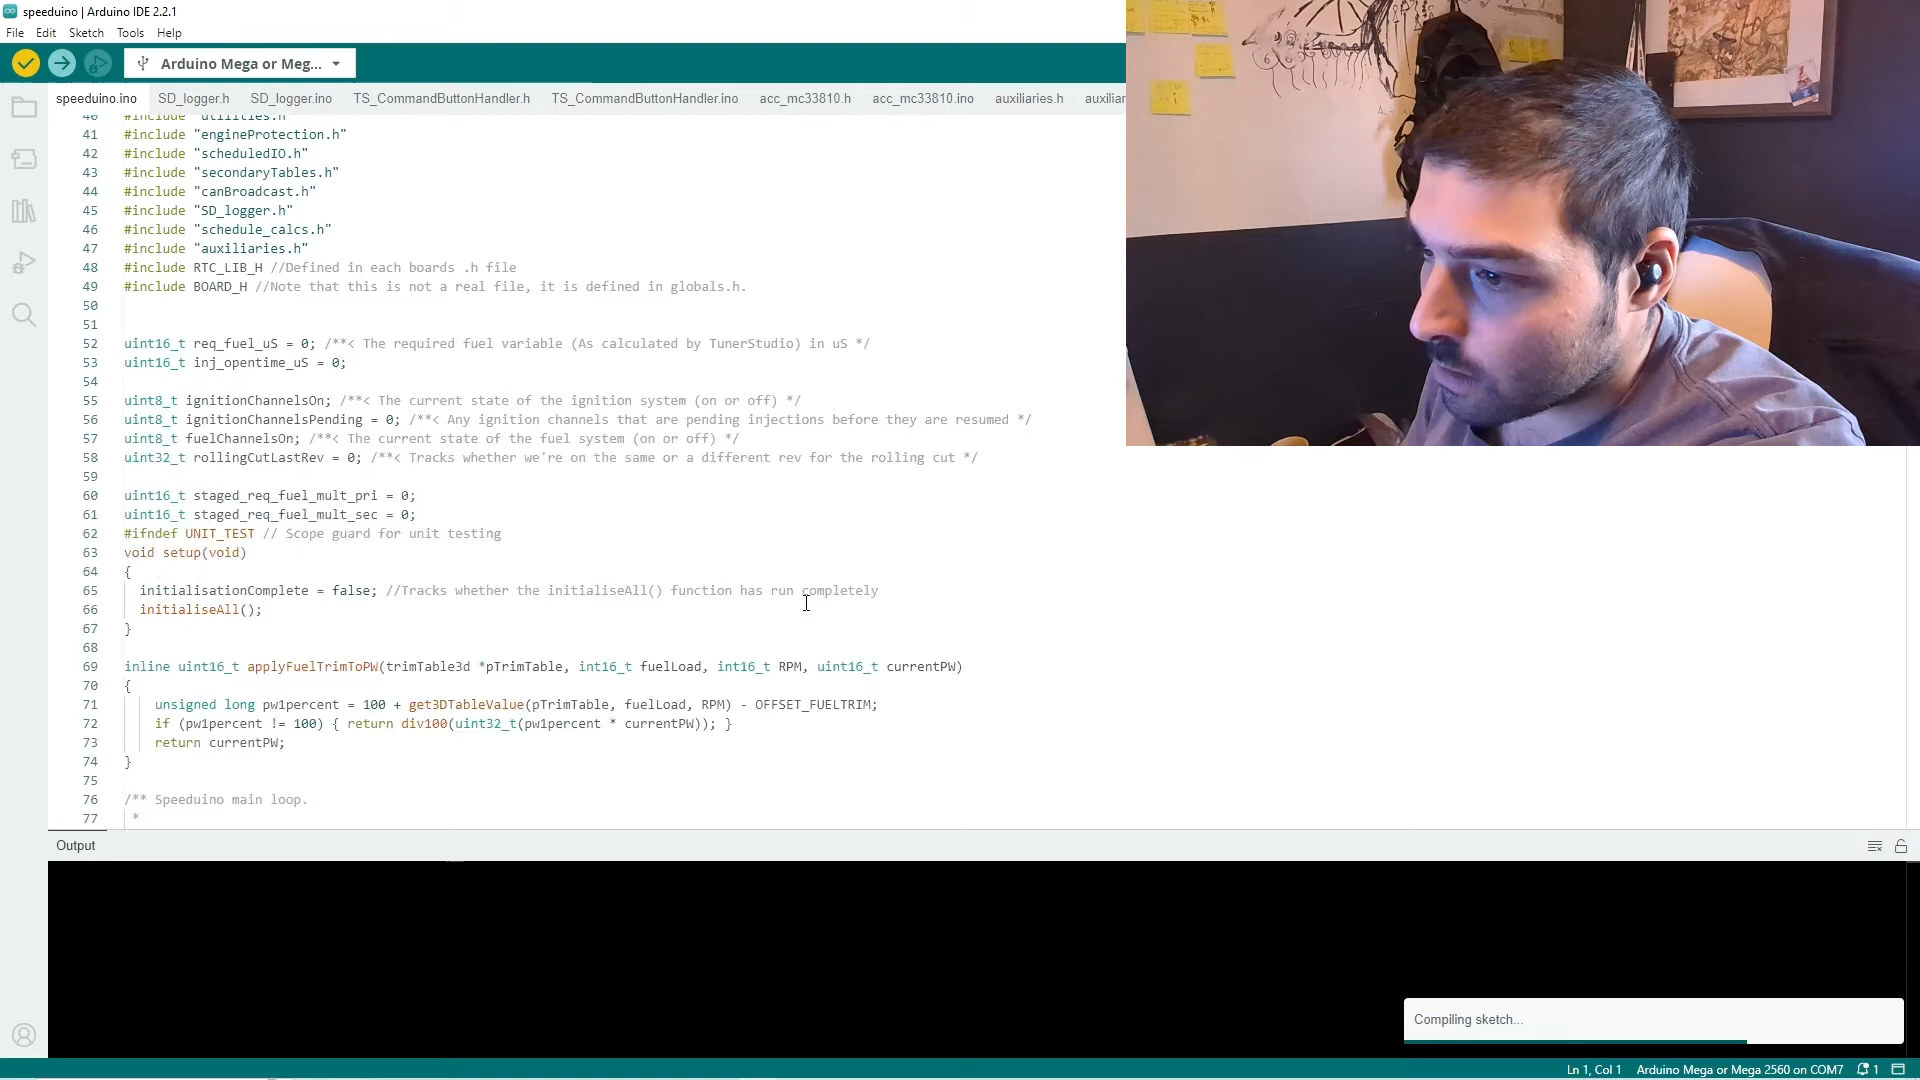 speeduino | Arduino IDE 2.2.1
File Edit Sketch Tools Help
Arduino Mega or Meg...
speeduino.ino SD_logger.h SD_logger.ino TS_CommandButtonHandler.h TS_CommandButtonHandler.ino acc_mc33810.h acc_mc33810.ino auxiliaries.h auxiliar
40 #include "utilities.h"
41 #include "engineProtection.h"
42 #include "scheduledIO.h"
43 #include "secondaryTables.h"
44 #include "canBroadcast.h"
45 #include "SD_logger.h"
46 #include "schedule_calcs.h"
47 #include "auxiliaries.h"
48 #include RTC_LIB_H //Defined in each boards .h file
49 #include BOARD_H //Note that this is not a real file, it is defined in globals.h.
50
51
52 uint16_t req_fuel_uS = 0; /**< The required fuel variable (As calculated by TunerStudio) in uS */
53 uint16_t inj_opentime_uS = 0;
54
55 uint8_t ignitionChannelsOn; /**< The current state of the ignition system (on or off) */
56 uint8_t ignitionChannelsPending = 0; /**< Any ignition channels that are pending injections before they are resumed */
57 uint8_t fuelChannelsOn; /**< The current state of the fuel system (on or off) */
58 uint32_t rollingCutLastRev = 0; /**< Tracks whether we're on the same or a different rev for the rolling cut */
59
60 uint16_t staged_req_fuel_mult_pri = 0;
61 uint16_t staged_req_fuel_mult_sec = 0;
62 #ifndef UNIT_TEST // Scope guard for unit testing
63 void setup(void)
64 {
65 initialisationComplete = false; //Tracks whether the initialiseAll() function has run completely
66 initialiseAll();
67 }
68
69 inline uint16_t applyFuelTrimToPW(trimTable3d *pTrimTable, int16_t fuelLoad, int16_t RPM, uint16_t currentPW)
70 {
71 unsigned long pw1percent = 100 + get3DTableValue(pTrimTable, fuelLoad, RPM) - OFFSET_FUELTRIM;
72 if (pw1percent != 100) { return div100(uint32_t(pw1percent * currentPW)); }
73 return currentPW;
74 }
75
76 /** Speeduino main loop.
77 *
Output
Compiling sketch...
Ln 1, Col 1 Arduino Mega or Mega 2560 on COM7 1